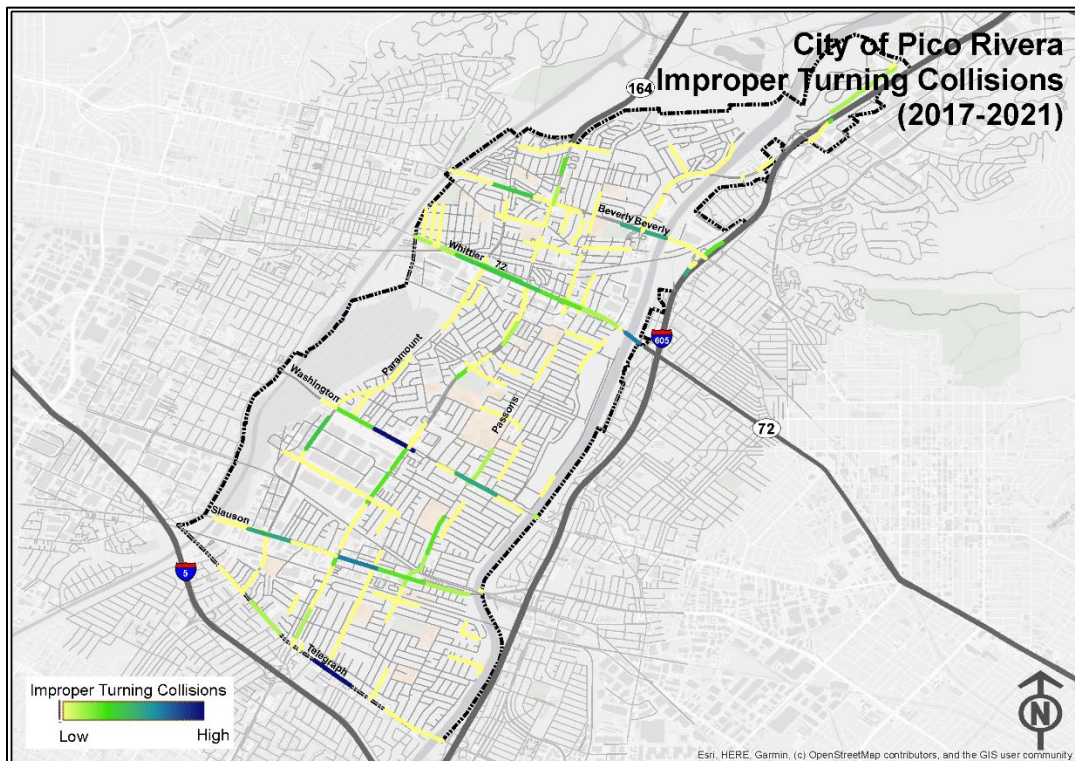 City of Pico Rivera
Improper Turning Collisions
(2017-2021)
164
Beverly Beverly
Whittier 72
605
Paramount
Washington
Passons
72
Slauson
5
Telegraph
Improper Turning Collisions
Low High
N
Esri, HERE, Garmin, (c) OpenStreetMap contributors, and the GIS user community